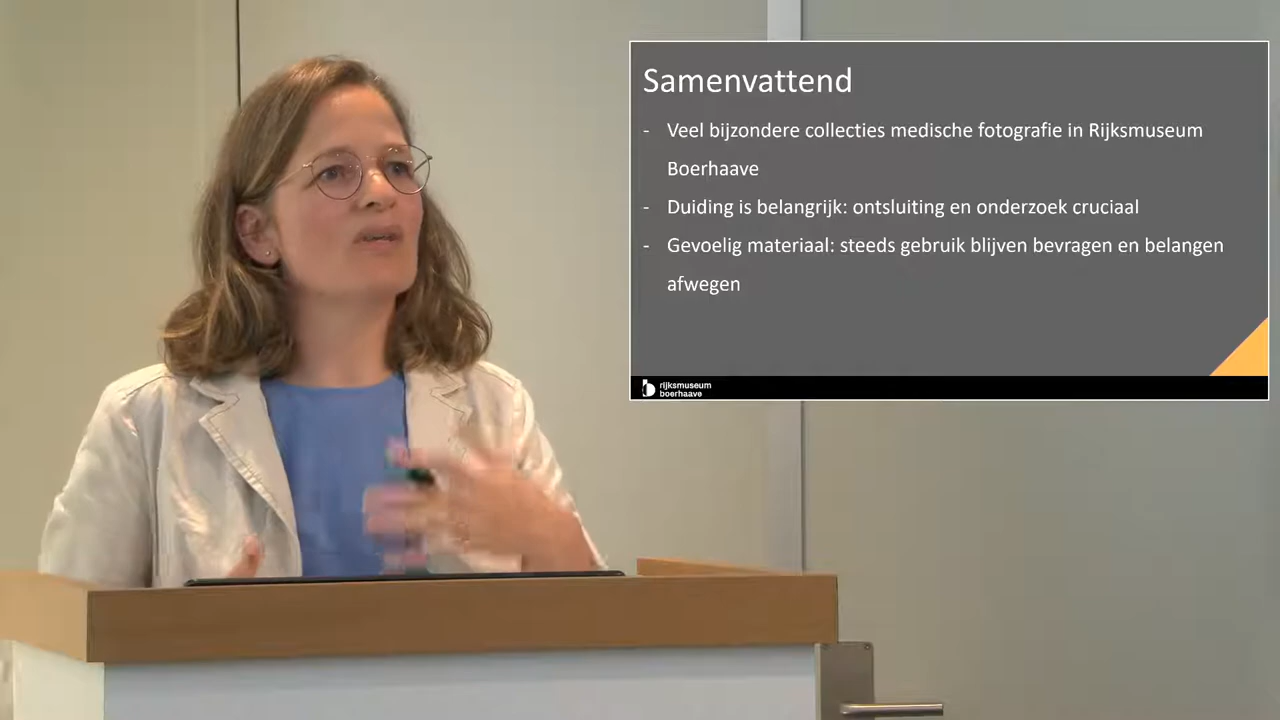 Samenvattend
- Veel bijzondere collecties medische fotografie in Rijksmuseum
Boerhaave
- Duiding is belangrijk: ontsluiting en onderzoek cruciaal
- Gevoelig materiaal: steeds gebruik blijven bevragen en belangen
afwegen
rijksmuseum
boerhaave